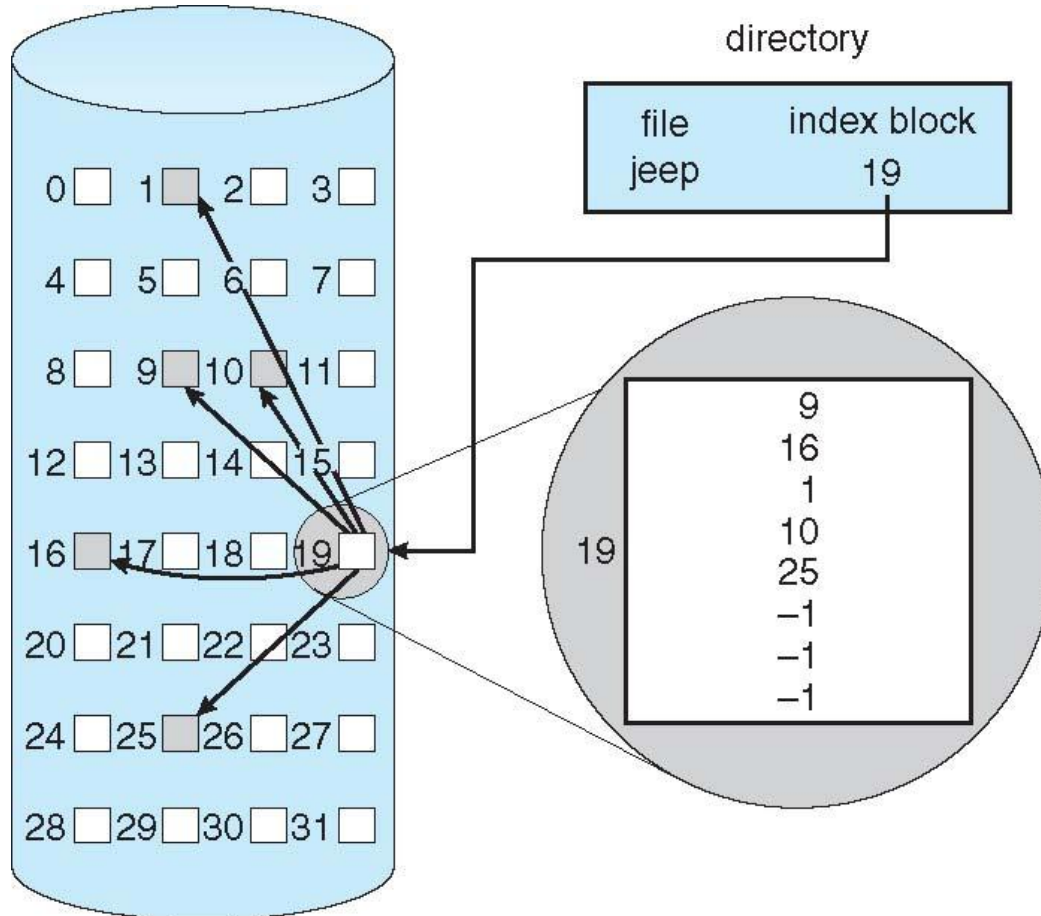 directory
file index block
jeep 19
0 1 2 3
4 5 6 7
8 9 10 11
12 13 14 15
16 17 18 19
20 21 22 23
24 25 26 27
28 29 30 31
19
9
16
1
10
25
–1
–1
–1